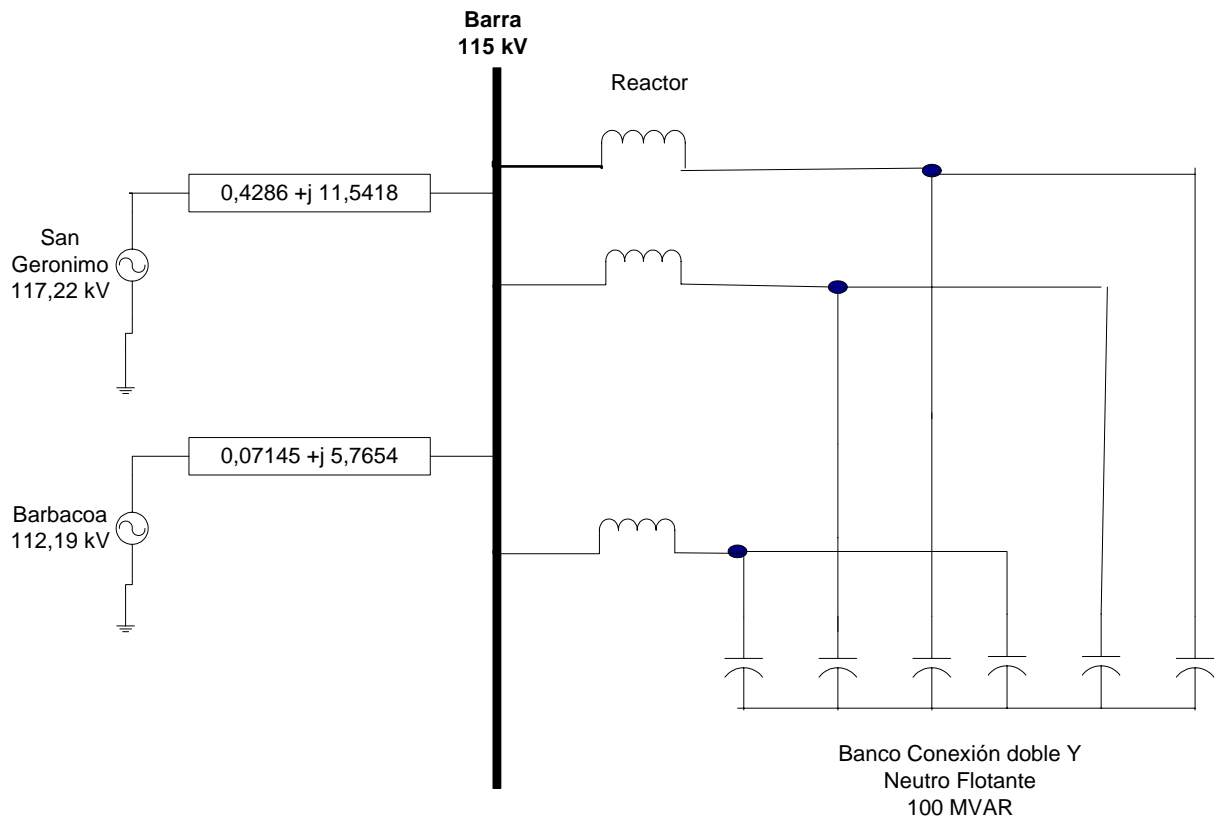 Barra
115 kV
Reactor
0,4286 +j 11,5418
San
Geronimo
117,22 kV
0,07145 +j 5,7654
Barbacoa
112,19 kV
Banco Conexión doble Y
Neutro Flotante
100 MVAR